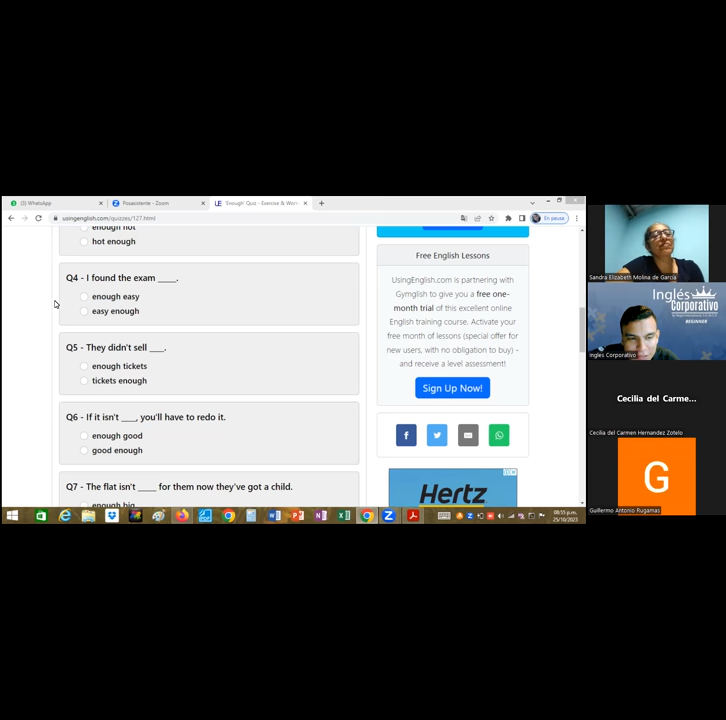 (3) WhatsApp
Posasistente - Zoom
'Enough' Quiz - Exercise & Wor
usingenglish.com/quizzes/127.html
En pausa
enough hot
hot enough
Q4 - I found the exam ____.
enough easy
easy enough
Q5 - They didn't sell ____.
enough tickets
tickets enough
Q6 - If it isn't ____, you'll have to redo it.
enough good
good enough
Q7 - The flat isn't ____ for them now they've got a child.
enough big
Free English Lessons
UsingEnglish.com is partnering with
Gymglish to give you a free one-
month trial of this excellent online
English training course. Activate your
free month of lessons (special offer for
new users, with no obligation to buy) -
and receive a level assessment!
Sign Up Now!
Hertz
08:55 p.m.
25/10/2023
Sandra Elizabeth Molina de Garcia
Inglés
Corporativo
BEGINNER
Ingles Corporativo
Cecilia del Carme...
Cecilia del Carmen Hernandez Zotelo
G
Guillermo Antonio Rugamas